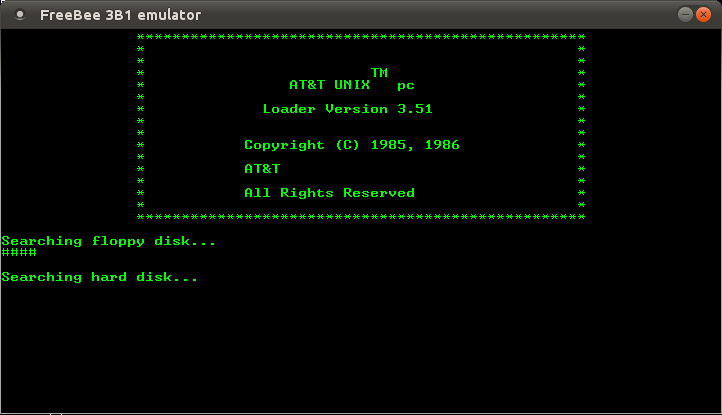 FreeBee 3B1 emulator
**************************************************
*                                                *
*                                                *
*                         TM                     *
*                AT&T UNIX   pc                  *
*                                                *
*             Loader Version 3.51                *
*                                                *
*                                                *
*           Copyright (C) 1985, 1986             *
*                                                *
*           AT&T                                 *
*                                                *
*           All Rights Reserved                  *
*                                                *
**************************************************
Searching floppy disk...
####
Searching hard disk...